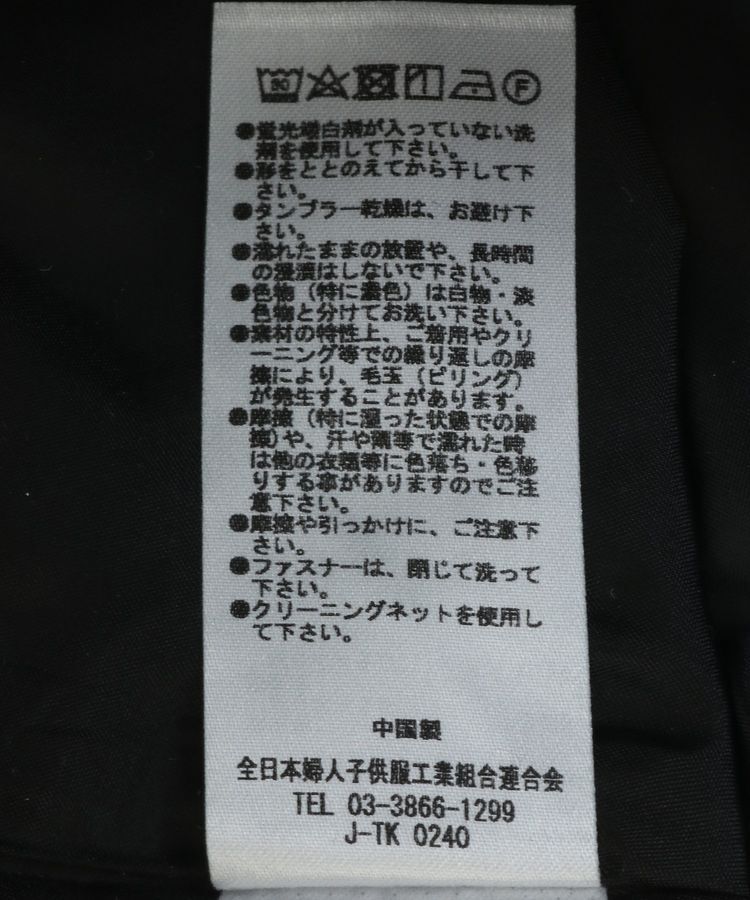 ●蛍光増白剤が入っていない洗
剤を使用して下さい。
●形をととのえてから干して下
さい。
●タンブラー乾燥は、お避け下
さい。
●濡れたままの放置や、長時間
の浸漬はしないで下さい。
●色物（特に濃色）は白物・淡
色物と分けてお洗い下さい。
●素材の特性上、ご着用やクリ
ーニング等での繰り返しの摩
擦により、毛玉（ピリング）
が発生することがあります。
●摩擦（特に湿った状態での摩
擦）や、汗や雨等で濡れた時
は他の衣類等に色落ち・色移
りする事がありますのでご注
意下さい。
●摩擦や引っかけに、ご注意下
さい。
●ファスナーは、閉じて洗って
下さい。
●クリーニングネットを使用し
て下さい。
中国製
全日本婦人子供服工業組合連合会
TEL 03-3866-1299
J-TK 0240